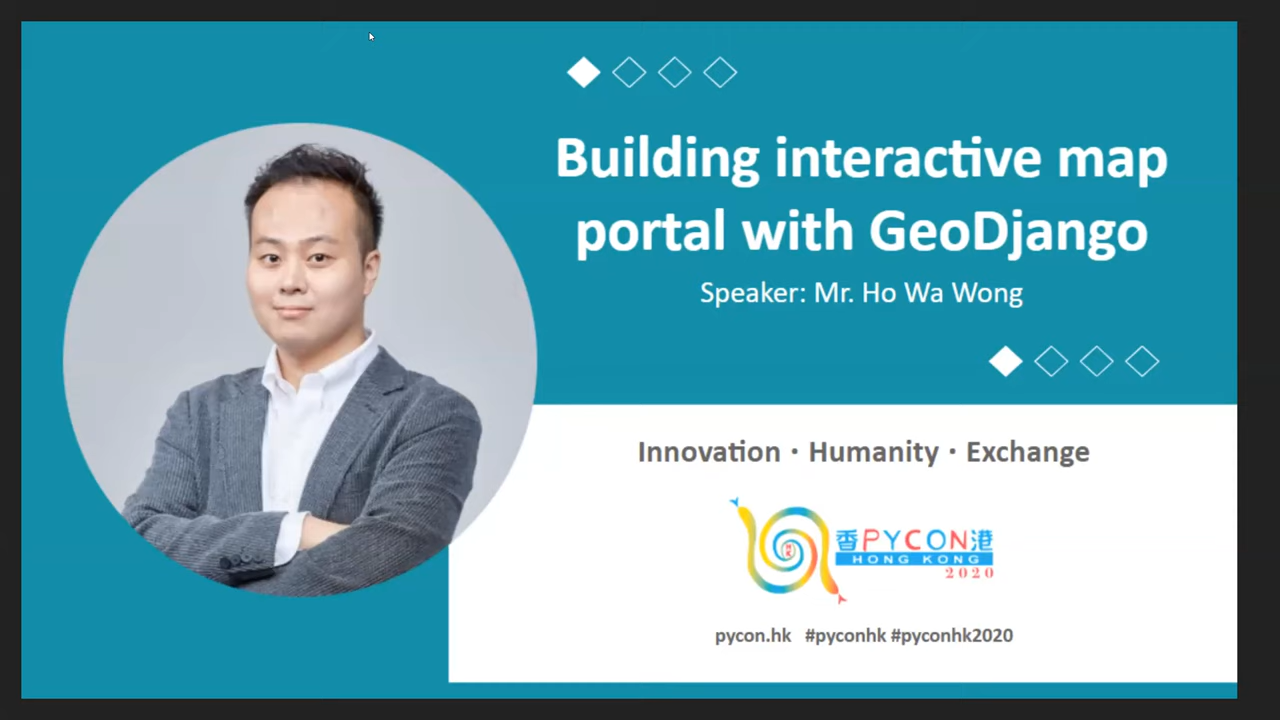 Building interactive map
portal with GeoDjango
Speaker: Mr. Ho Wa Wong
Innovation · Humanity · Exchange
香PYCON港
HONG KONG
2020
pycon.hk #pyconhk #pyconhk2020